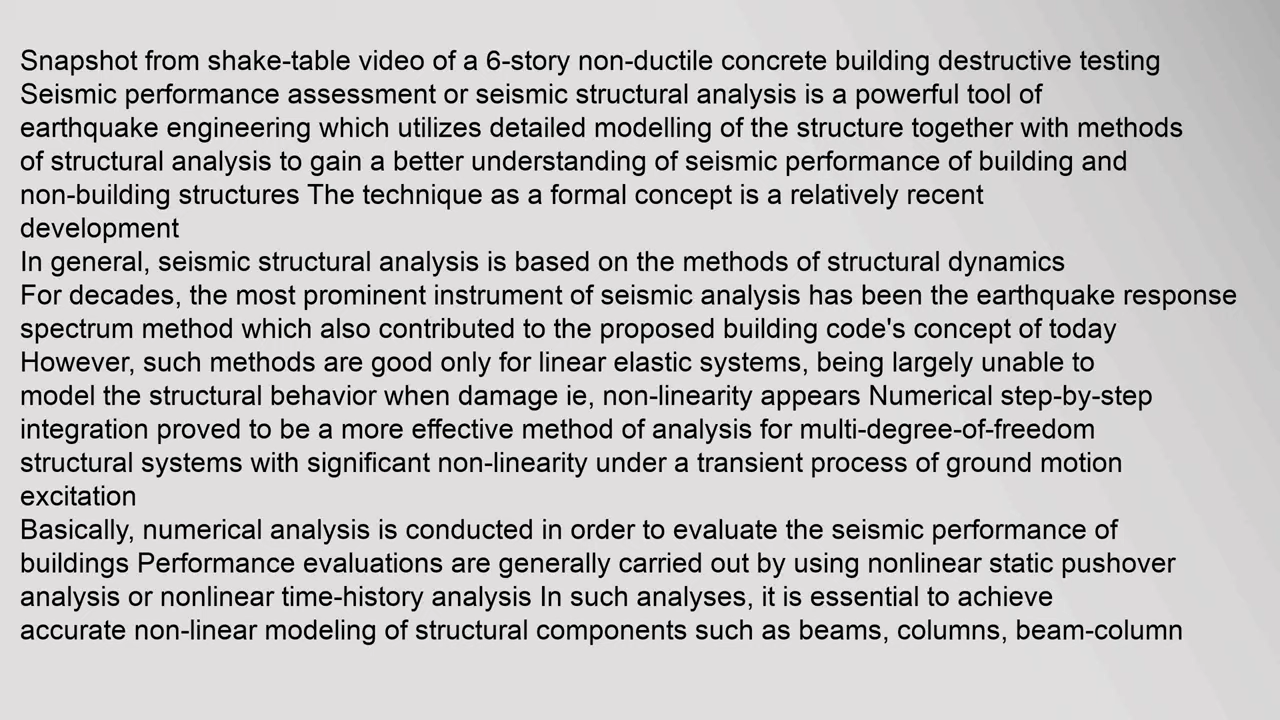 Snapshot from shake-table video of a 6-story non-ductile concrete building destructive testing
Seismic performance assessment or seismic structural analysis is a powerful tool of
earthquake engineering which utilizes detailed modelling of the structure together with methods
of structural analysis to gain a better understanding of seismic performance of building and
non-building structures The technique as a formal concept is a relatively recent
development
In general, seismic structural analysis is based on the methods of structural dynamics
For decades, the most prominent instrument of seismic analysis has been the earthquake response
spectrum method which also contributed to the proposed building code's concept of today
However, such methods are good only for linear elastic systems, being largely unable to
model the structural behavior when damage ie, non-linearity appears Numerical step-by-step
integration proved to be a more effective method of analysis for multi-degree-of-freedom
structural systems with significant non-linearity under a transient process of ground motion
excitation
Basically, numerical analysis is conducted in order to evaluate the seismic performance of
buildings Performance evaluations are generally carried out by using nonlinear static pushover
analysis or nonlinear time-history analysis In such analyses, it is essential to achieve
accurate non-linear modeling of structural components such as beams, columns, beam-column